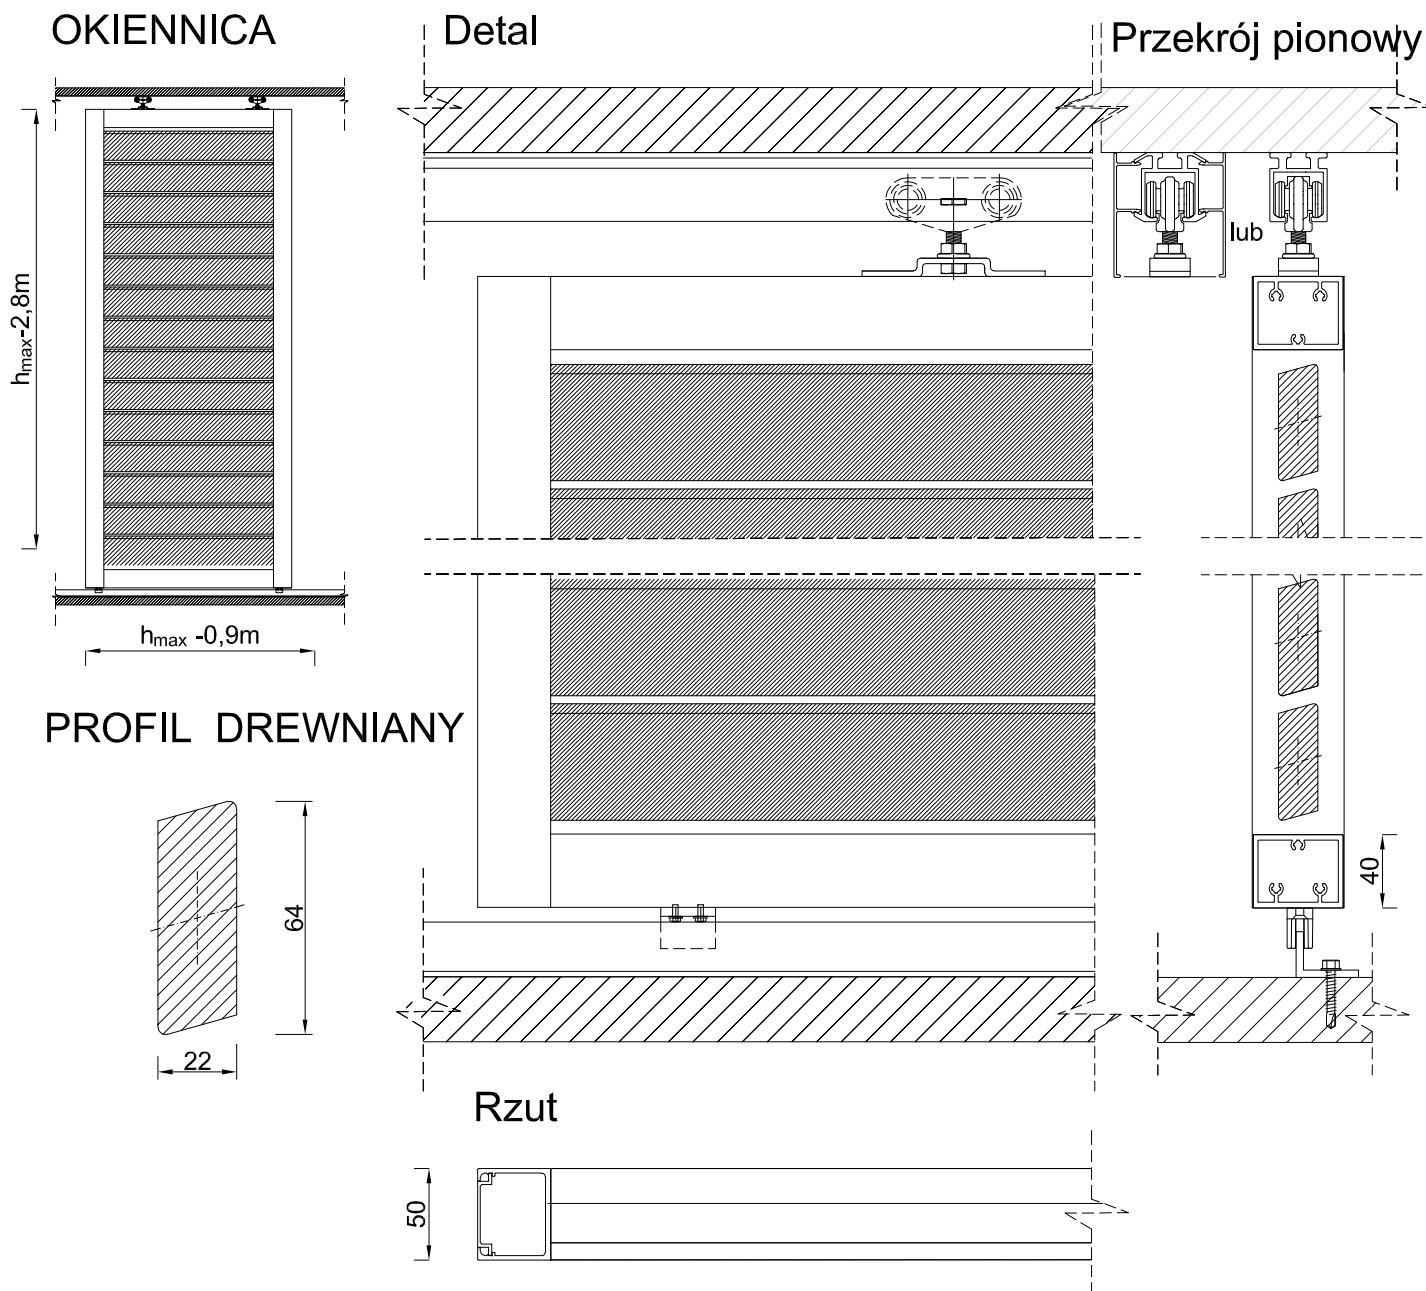 OKIENNICA
Detal
Przekrój pionowy
lub
hmax-2,8m
hmax -0,9m
PROFIL DREWNIANY
64
22
40
Rzut
50